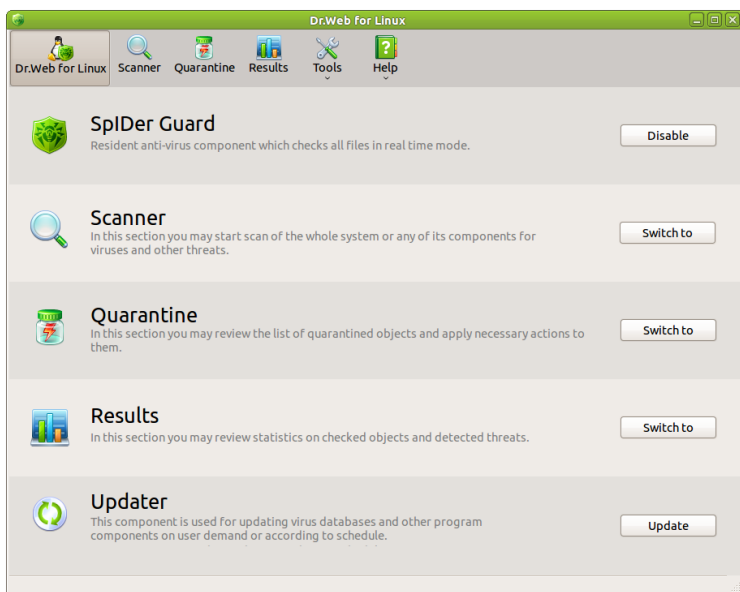 Dr.Web for Linux
Dr.Web for Linux Scanner Quarantine Results Tools Help
SpIDer Guard
Resident anti-virus component which checks all files in real time mode.
Disable
Scanner
In this section you may start scan of the whole system or any of its components for
viruses and other threats.
Switch to
Quarantine
In this section you may review the list of quarantined objects and apply necessary actions to
them.
Switch to
Results
In this section you may review statistics on checked objects and detected threats.
Switch to
Updater
This component is used for updating virus databases and other program
components on user demand or according to schedule.
Update